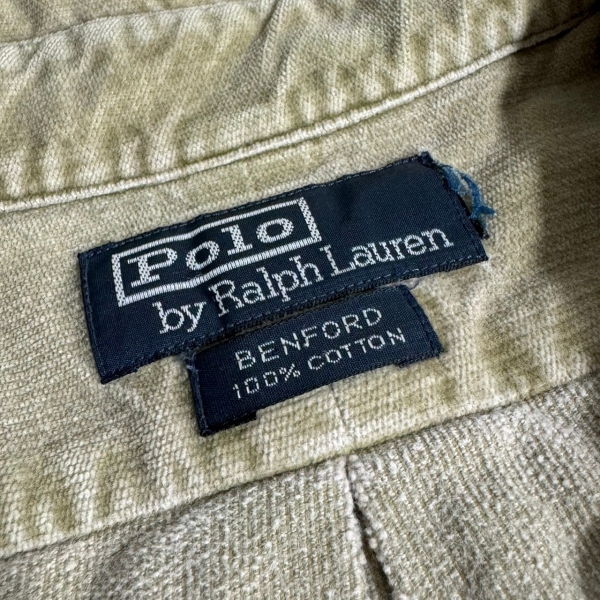 Polo
by Ralph Lauren
BENFORD
100% COTTON